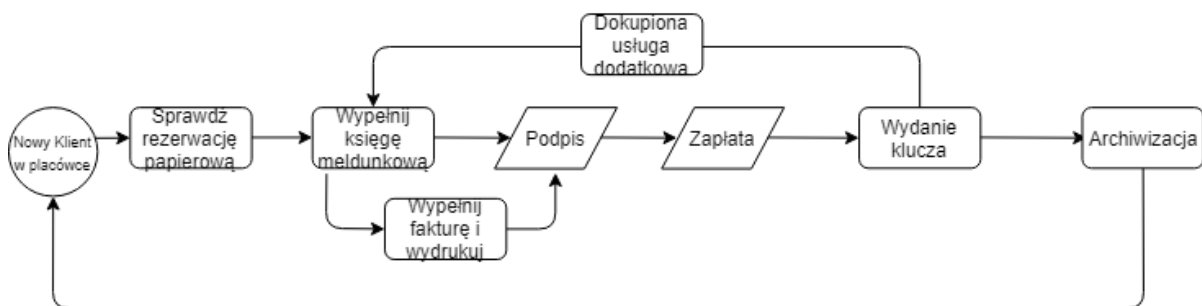 Dokupiona
usługa
dodatkowa
Nowy Klient
w placówce
Sprawdź
rezerwację
papierową
Wypełnij
księgę
meldunkową
Podpis
Zapłata
Wydanie
klucza
Archiwizacja
Wypełnij
fakturę i
wydrukuj